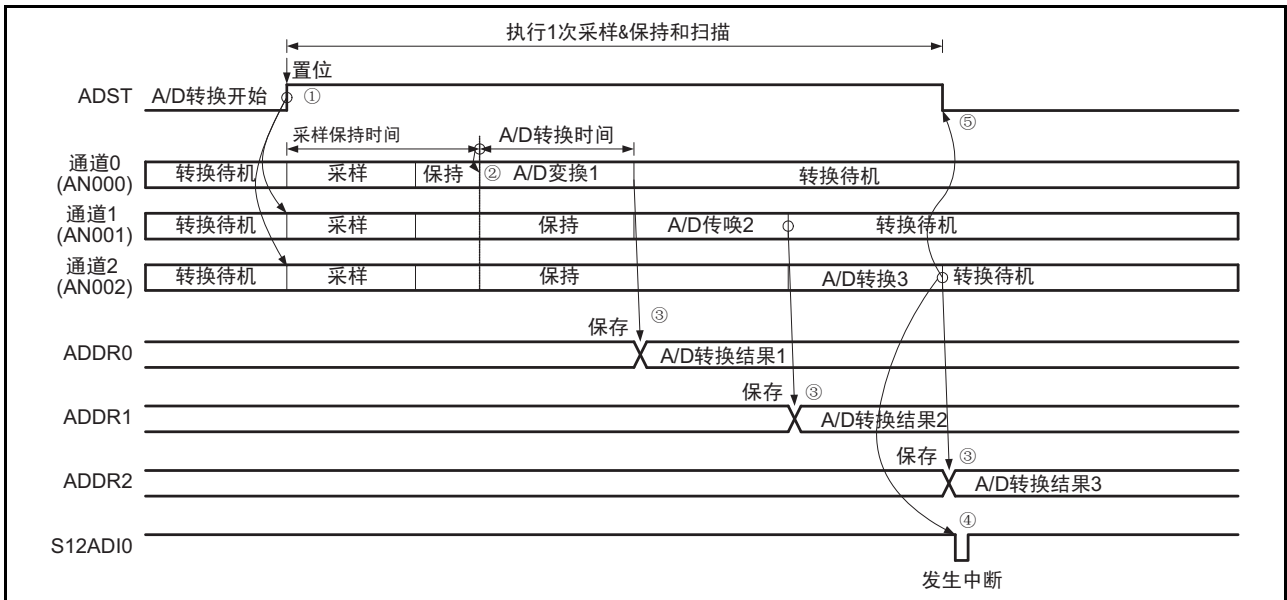 执行1次采样&保持和扫描
置位
ADST A/D转换开始 ① ⑤
采样保持时间 A/D转换时间
通道0
(AN000) 转换待机 采样 保持 ② A/D变换1 转换待机
通道1
(AN001) 转换待机 采样 保持 A/D传唤2 转换待机
通道2
(AN002) 转换待机 采样 保持 A/D转换3 转换待机
保存 ③
ADDR0 A/D转换结果1
保存 ③
ADDR1 A/D转换结果2
保存 ③
ADDR2 A/D转换结果3
④
S12ADI0
发生中断